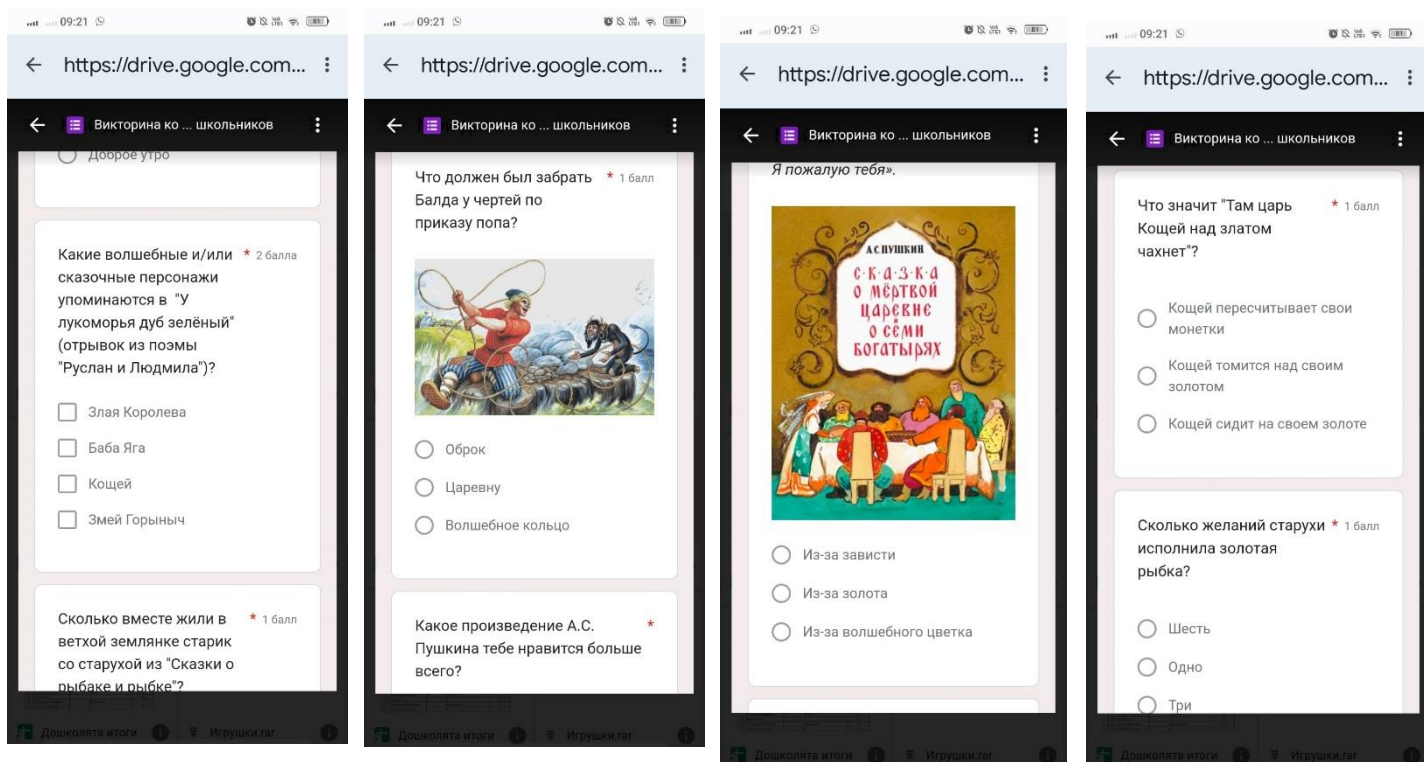 09:21
https://drive.google.com...
Викторина ко ... школьников
Доброе утро
Какие волшебные и/или * 2 балла
сказочные персонажи
упоминаются в "У
лукоморья дуб зелёный"
(отрывок из поэмы
"Руслан и Людмила")?
Злая Королева
Баба Яга
Кощей
Змей Горыныч
Сколько вместе жили в * 1 балл
ветхой землянке старик
со старухой из "Сказки о
рыбаке и рыбке"?
Дошколята итоги
Игрушки.rar
09:21
https://drive.google.com...
Викторина ко ... школьников
Что должен был забрать * 1 балл
Балда у чертей по
приказу попа?
Оброк
Царевну
Волшебное кольцо
Какое произведение А.С. *
Пушкина тебе нравится больше
всего?
Дошколята итоги
Игрушки.rar
09:21
https://drive.google.com...
Викторина ко ... школьников
Я пожалую тебя».
А.С.ПУШКИН
С·К·А·З·К·А
О МЁРТВОЙ
ЦАРЕВНЕ
О СЕМИ
БОГАТЫРЯХ
Из-за зависти
Из-за золота
Из-за волшебного цветка
Дошколята итоги
Игрушки.rar
09:21
https://drive.google.com...
Викторина ко ... школьников
Что значит "Там царь * 1 балл
Кощей над златом
чахнет"?
Кощей пересчитывает свои
монетки
Кощей томится над своим
золотом
Кощей сидит на своем золоте
Сколько желаний старухи * 1 балл
исполнила золотая
рыбка?
Шесть
Одно
Три
Дошколята итоги
Игрушки.rar